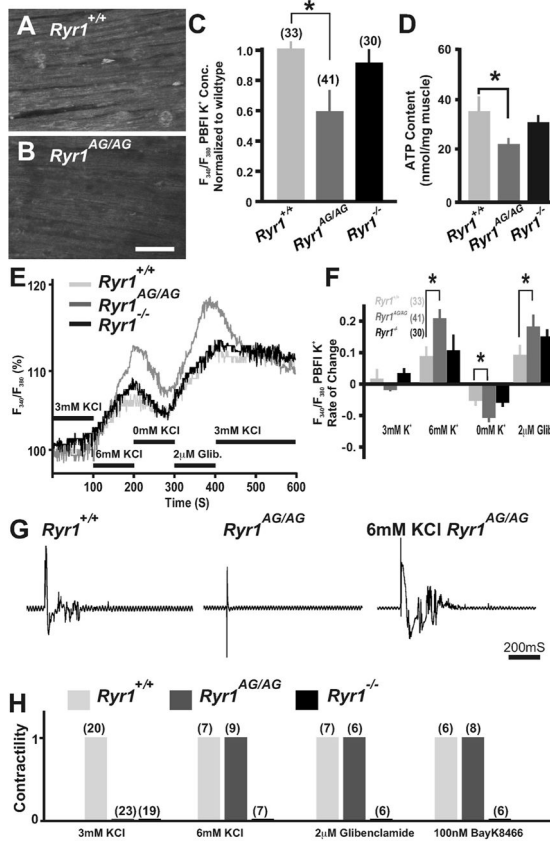 A
Ryr1+/+
B
Ryr1AG/AG
C
F340/F380 PBFI K+ Conc.
Normalized to wildtype
1.0
0.8
0.6
0.4
0.2
0
(33)
*
(41)
(30)
Ryr1+/+
Ryr1AG/AG
Ryr1-/-
D
ATP Content
(nmol/mg muscle)
60
40
20
0
*
Ryr1+/+
Ryr1AG/AG
Ryr1-/-
E
Ryr1+/+
Ryr1AG/AG
Ryr1-/-
F340/F380 (%)
120
110
100
3mM KCl
6mM KCl
0mM KCl
2μM Glib.
3mM KCl
0 100 200 300 400 500 600
Time (S)
F
Ryr1+/+ (33)
Ryr1AG/AG (41)
Ryr1-/- (30)
F340/F380 PBFI K+
Rate of Change
0.2
0.1
0
-0.
-0.
*
*
*
3mM K+
6mM K+
0mM K+
2μM Glib.
G
Ryr1+/+
Ryr1AG/AG
6mM KCl Ryr1AG/AG
200mS
H
Ryr1+/+
Ryr1AG/AG
Ryr1-/-
Contractility
1
0
(20)
(23)
(19)
(7)
(9)
(7)
(7)
(6)
(6)
(6)
(8)
(6)
3mM KCl
6mM KCl
2μM Glibenclamide
100nM BayK8466